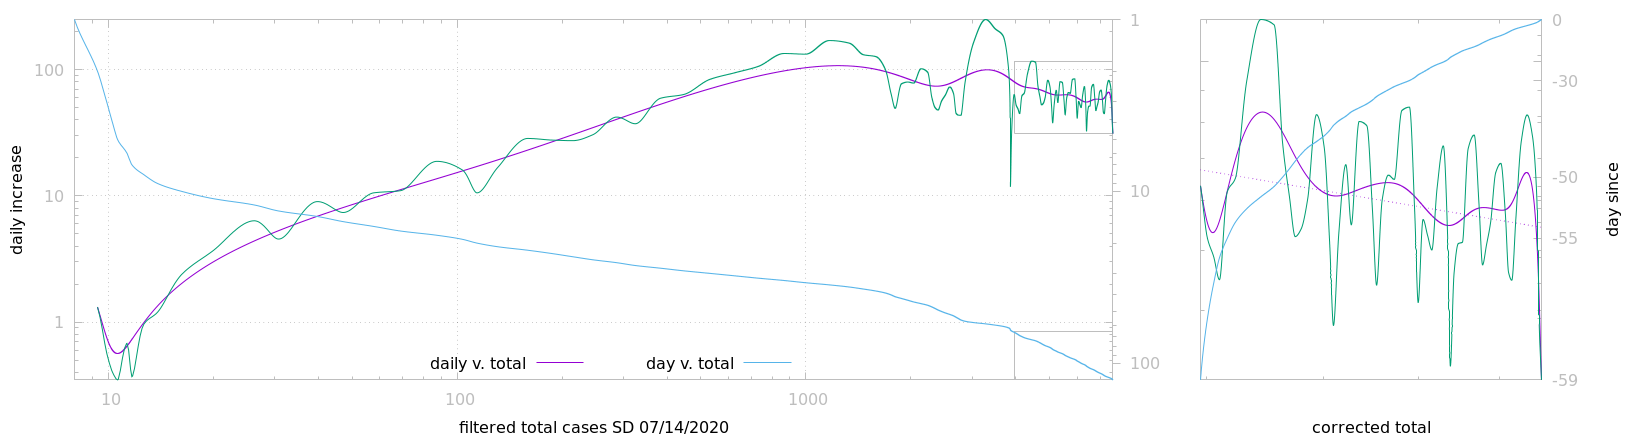 daily increase
100
10
1
1
10
100
daily v. total
day v. total
10
100
1000
filtered total cases SD 07/14/2020
0
-30
-50
-55
-59
day since
corrected total